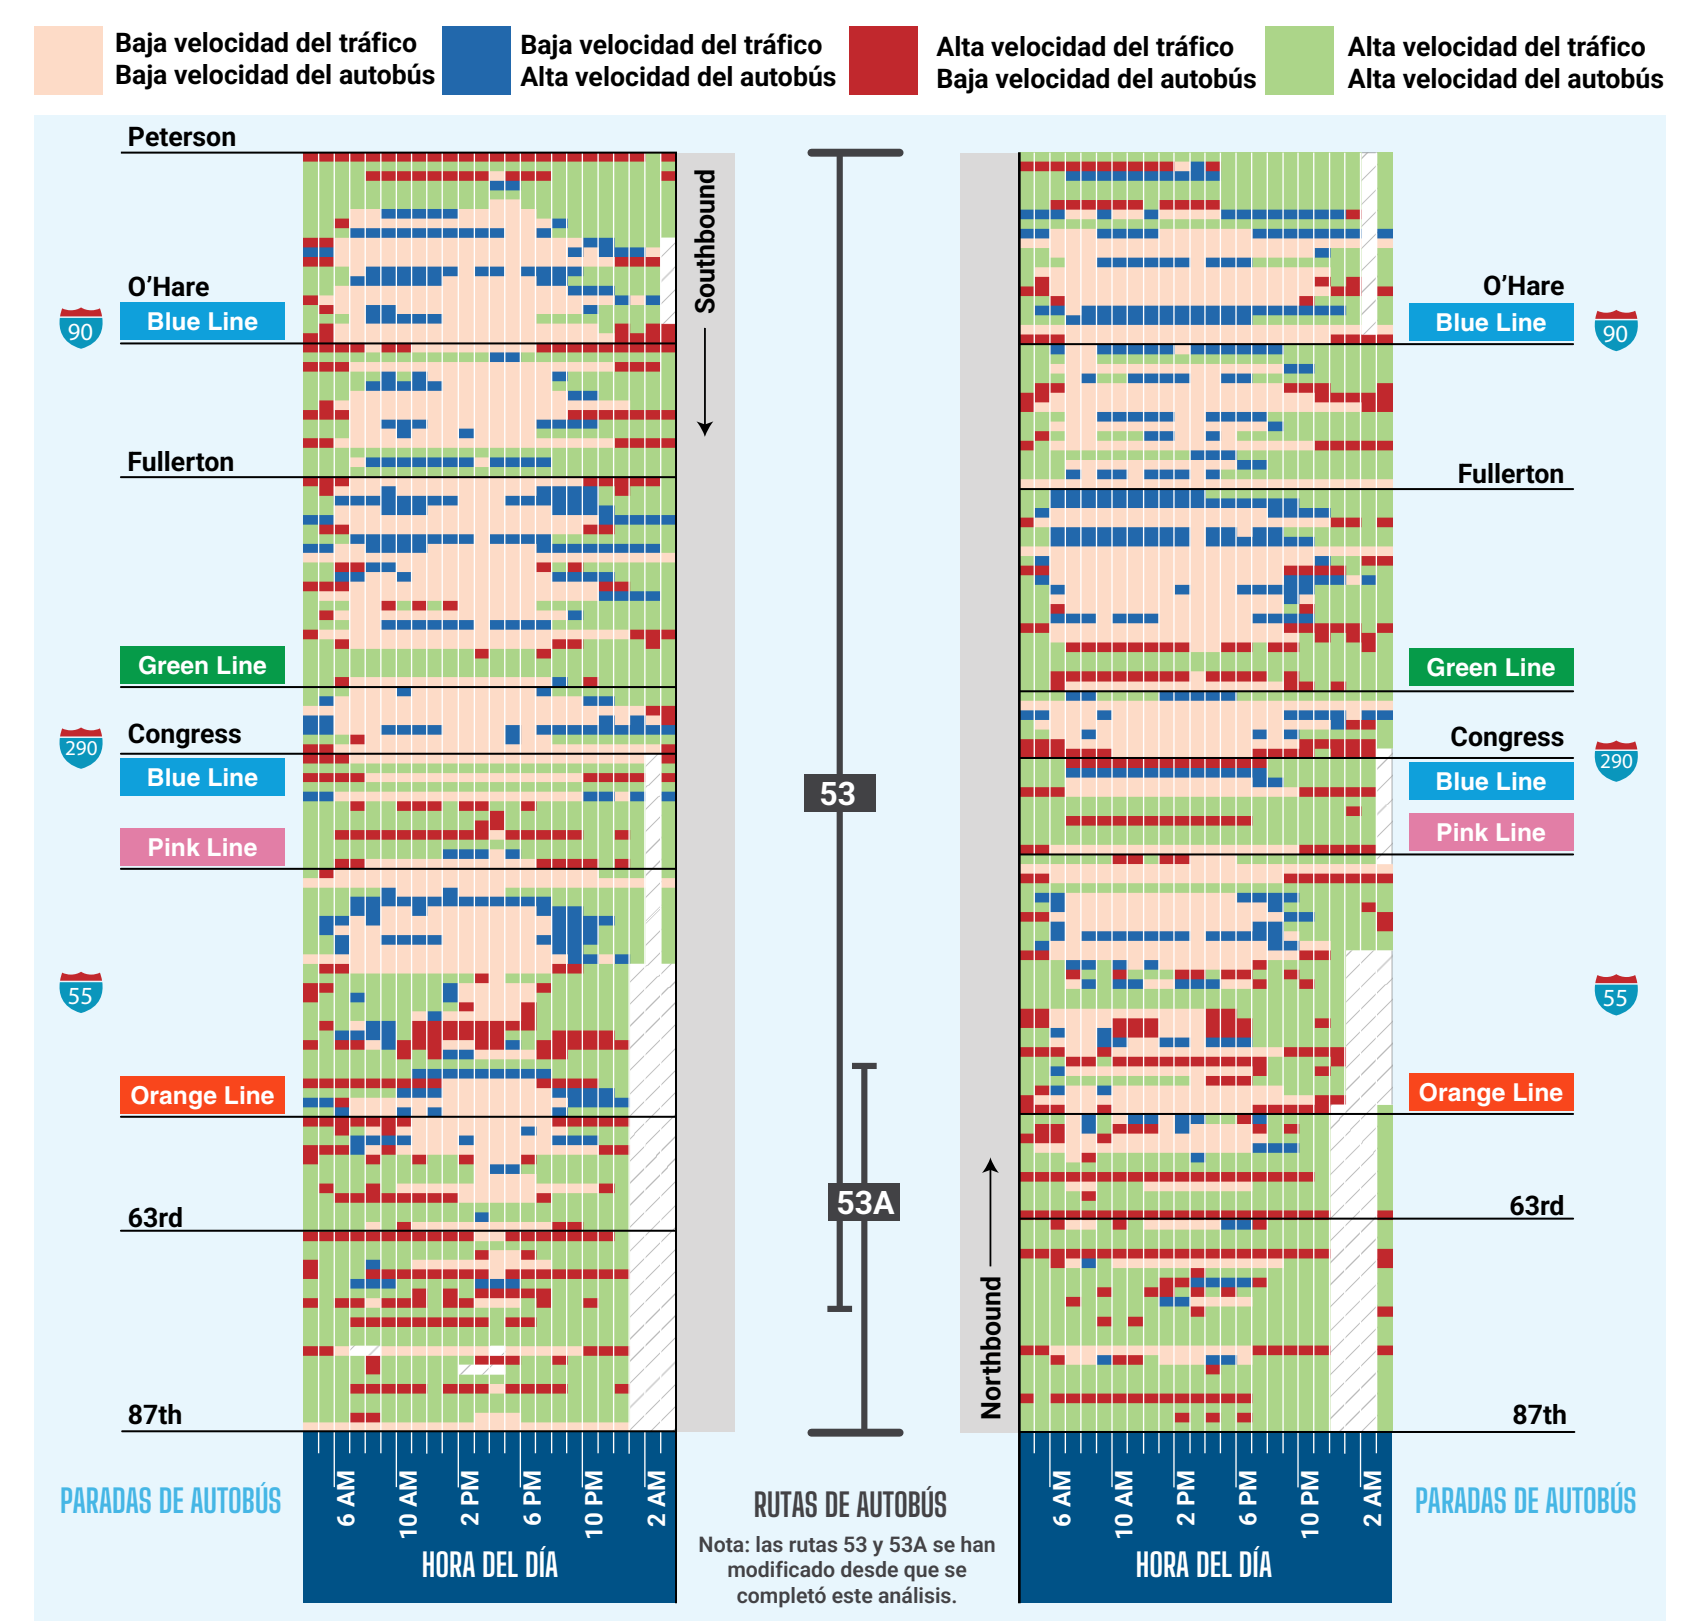 Baja velocidad del tráfico
Baja velocidad del autobús
Baja velocidad del tráfico
Alta velocidad del autobús
Alta velocidad del tráfico
Baja velocidad del autobús
Alta velocidad del tráfico
Alta velocidad del autobús
Peterson
O'Hare
Blue Line
90
Fullerton
Green Line
Congress
290
Blue Line
Pink Line
55
Orange Line
63rd
87th
Southbound
53
53A
Northbound
O'Hare
Blue Line
90
Fullerton
Green Line
Congress
290
Blue Line
Pink Line
55
Orange Line
63rd
87th
PARADAS DE AUTOBÚS
6 AM
10 AM
2 PM
6 PM
10 PM
2 AM
HORA DEL DÍA
RUTAS DE AUTOBÚS
Nota: las rutas 53 y 53A se han
modificado desde que se
completó este análisis.
6 AM
10 AM
2 PM
6 PM
10 PM
2 AM
HORA DEL DÍA
PARADAS DE AUTOBÚS